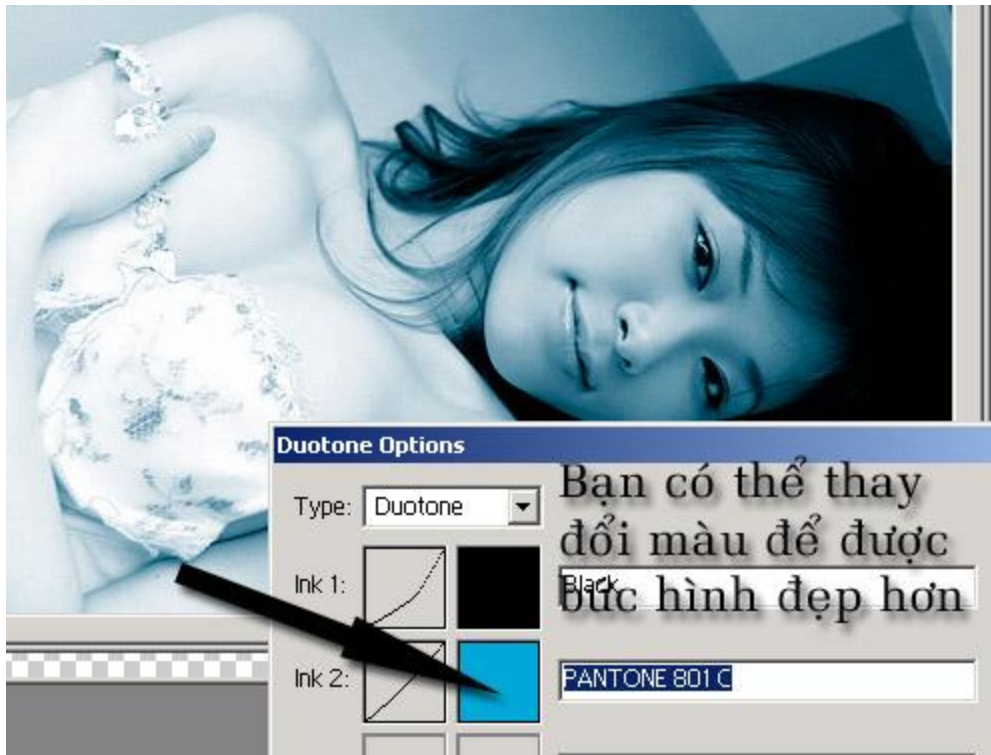 Duotone Options
Type: Duotone
Bạn có thể thay
đổi màu để được
bức hình đẹp hơn
Ink 1:
Black
Ink 2:
PANTONE 801 C